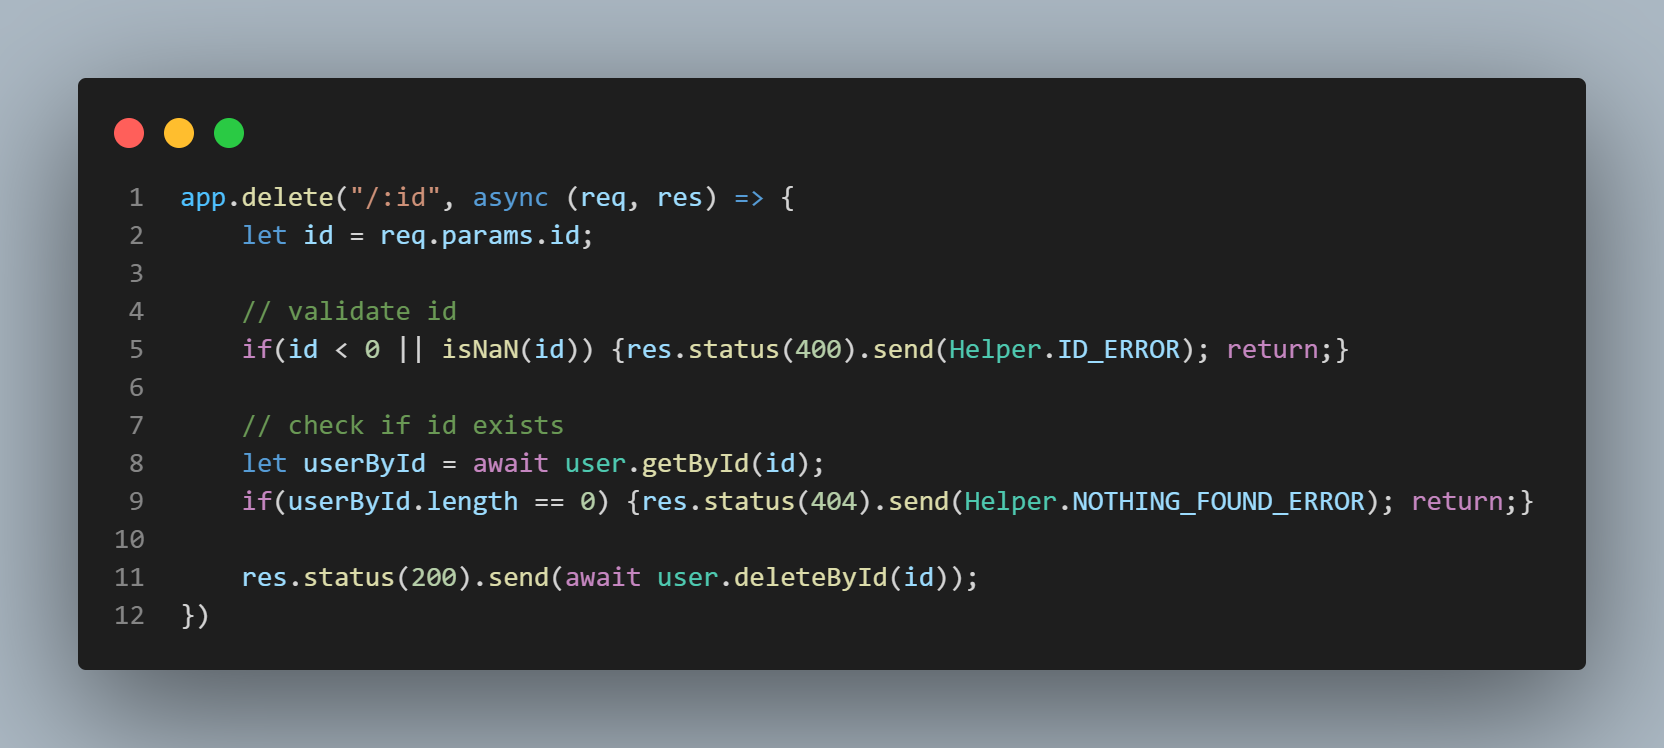 1 app.delete("/:id", async (req, res) => {
2     let id = req.params.id;
3
4     // validate id
5     if(id < 0 || isNaN(id)) {res.status(400).send(Helper.ID_ERROR); return;}
6
7     // check if id exists
8     let userById = await user.getById(id);
9     if(userById.length == 0) {res.status(404).send(Helper.NOTHING_FOUND_ERROR); return;}
10
11     res.status(200).send(await user.deleteById(id));
12 })